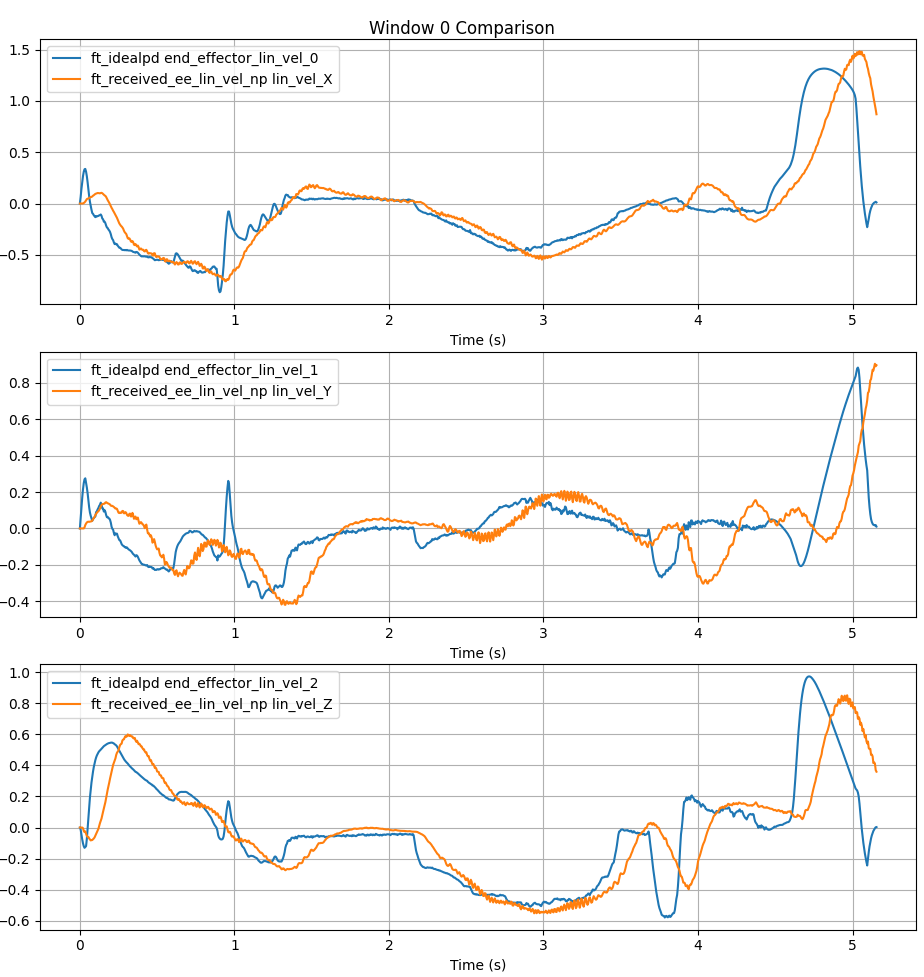 Window 0 Comparison
ft_idealpd end_effector_lin_vel_0
ft_received_ee_lin_vel_np lin_vel_X
1.5
1.0
0.5
0.0
−0.5
0 1 2 3 4 5
Time (s)
ft_idealpd end_effector_lin_vel_1
ft_received_ee_lin_vel_np lin_vel_Y
0.8
0.6
0.4
0.2
0.0
−0.2
−0.4
0 1 2 3 4 5
Time (s)
ft_idealpd end_effector_lin_vel_2
ft_received_ee_lin_vel_np lin_vel_Z
1.0
0.8
0.6
0.4
0.2
0.0
−0.2
−0.4
−0.6
0 1 2 3 4 5
Time (s)